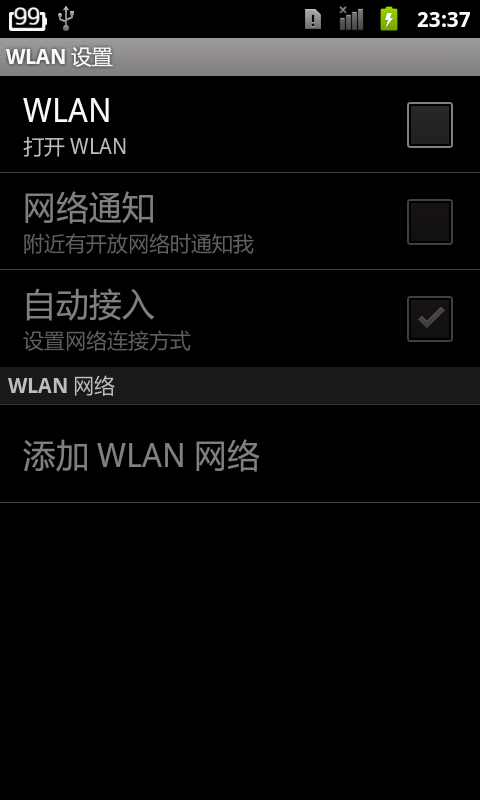 99 23:37
WLAN 设置
WLAN
打开 WLAN
网络通知
附近有开放网络时通知我
自动接入
设置网络连接方式
WLAN 网络
添加 WLAN 网络